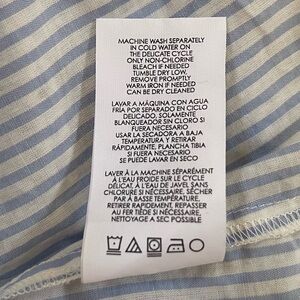 MACHINE WASH SEPARATELY
IN COLD WATER ON
THE DELICATE CYCLE
ONLY NON-CHLORINE
BLEACH IF NEEDED
TUMBLE DRY LOW.
REMOVE PROMPTLY
WARM IRON IF NEEDED
CAN BE DRY CLEANED
LAVAR A MÁQUINA CON AGUA
FRÍA POR SEPARADO EN CICLO
DELICADO. SOLAMENTE
BLANQUEADOR SIN CLORO SI
FUERA NECESARIO
USAR LA SECADORA A BAJA
TEMPERATURA Y RETIRAR
RÁPIDAMENTE, PLANCHA TIBIA
SI FUERA NECESARIO
SE PUEDE LAVAR EN SECO
LAVER À LA MACHINE SÉPARÉMENT
À L'EAU FROIDE SUR LE CYCLE
DÉLICAT. À L'EAU DE JAVEL SANS
CHLORURE SI NÉCESSAIRE. SÉCHER
PAR À BASSE TEMPÉRATURE.
RETIRER RAPIDEMENT. REPASSER
AU FER TIÈDE SI NÉCESSAIRE.
NETTOYAGE A SEC POSSIBLE